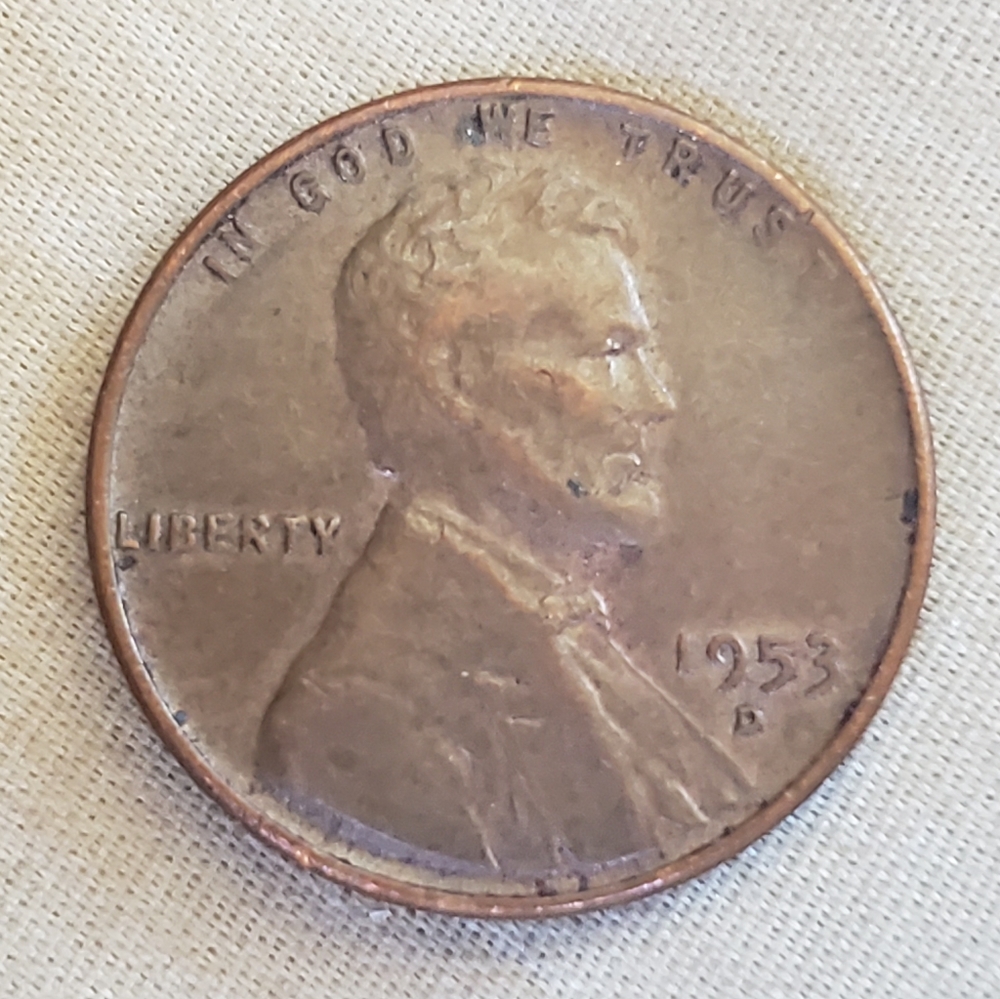 IN GOD WE TRUST
LIBERTY
1953
D